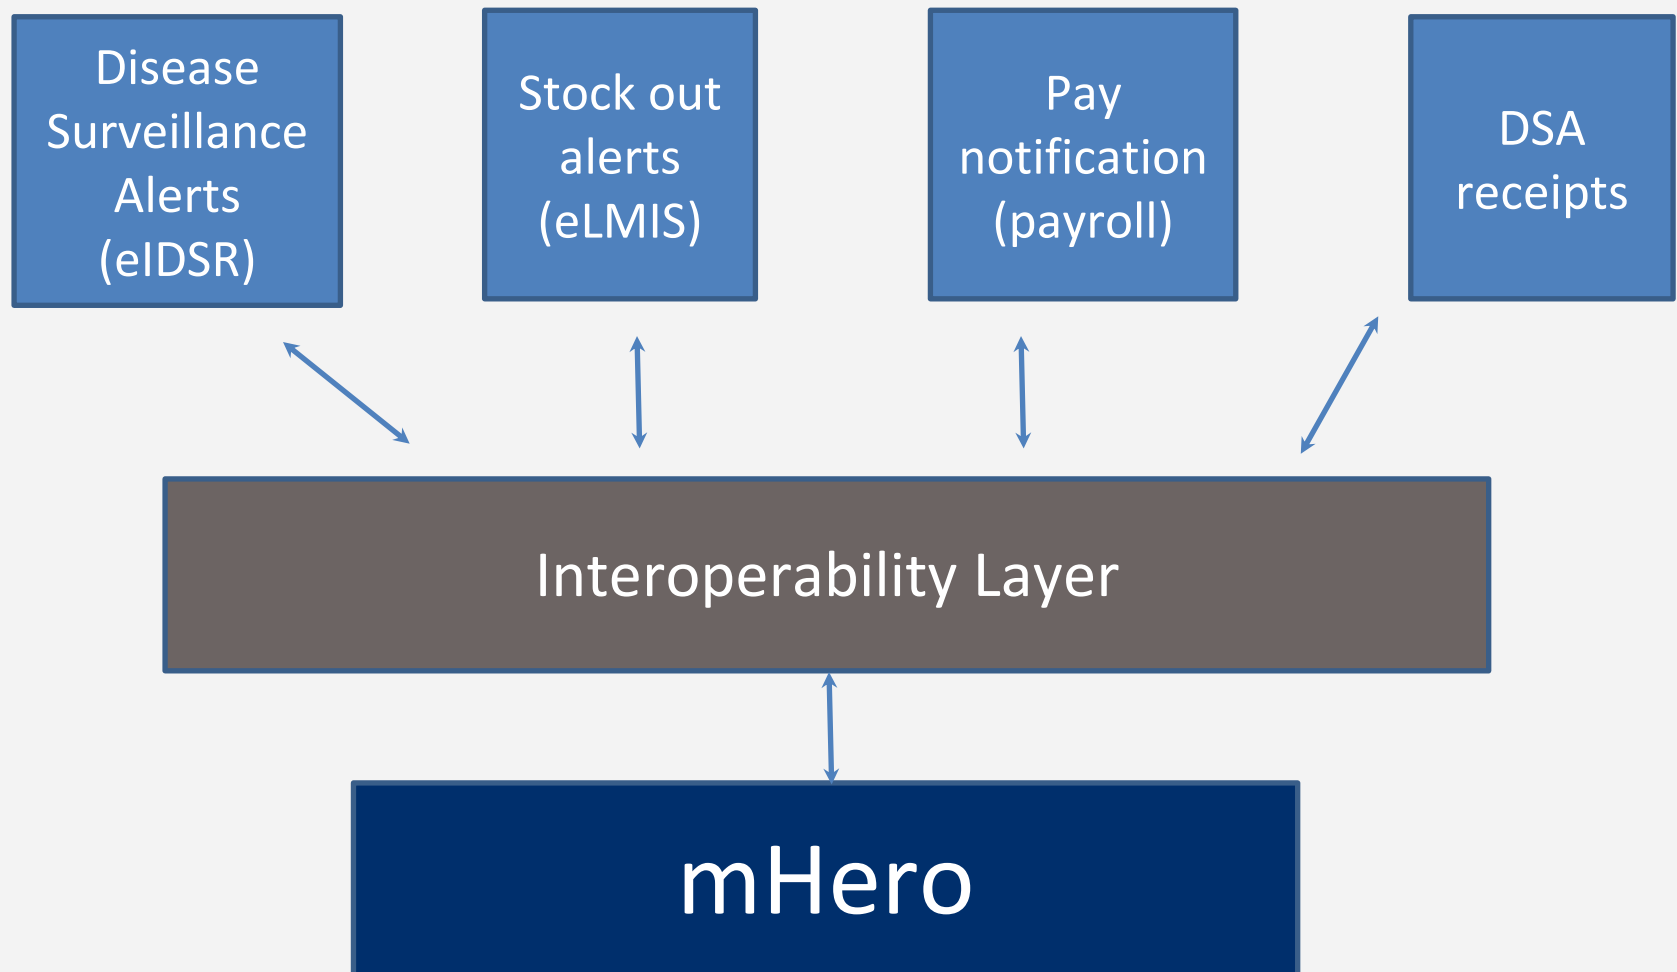 Disease
Surveillance
Alerts
(eIDSR)
Stock out
alerts
(eLMIS)
Pay
notification
(payroll)
DSA
receipts
Interoperability Layer
mHero